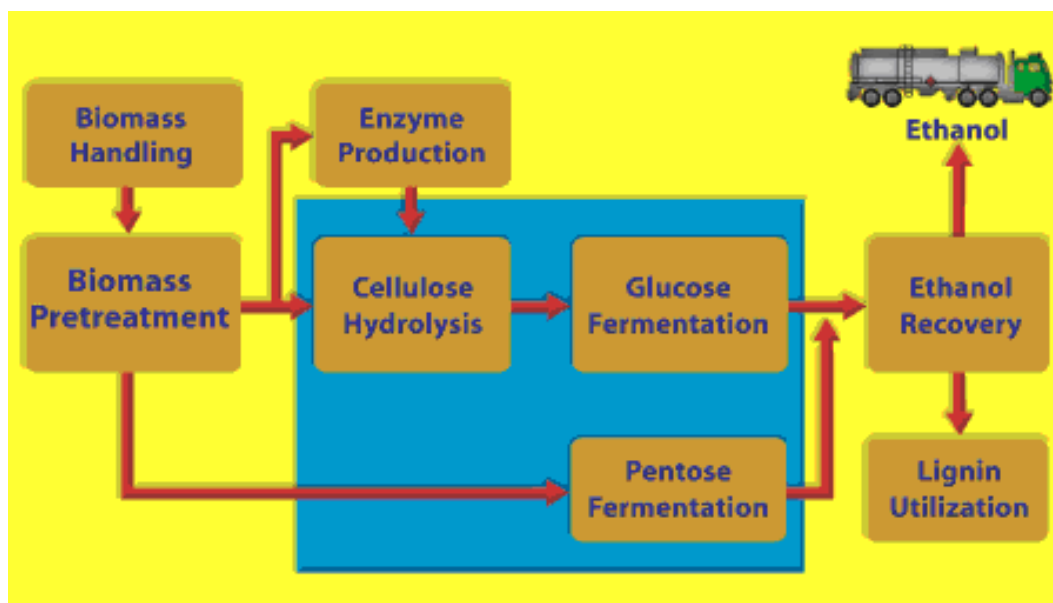 Biomass
Handling
Enzyme
Production
Ethanol
Biomass
Pretreatment
Cellulose
Hydrolysis
Glucose
Fermentation
Ethanol
Recovery
Pentose
Fermentation
Lignin
Utilization